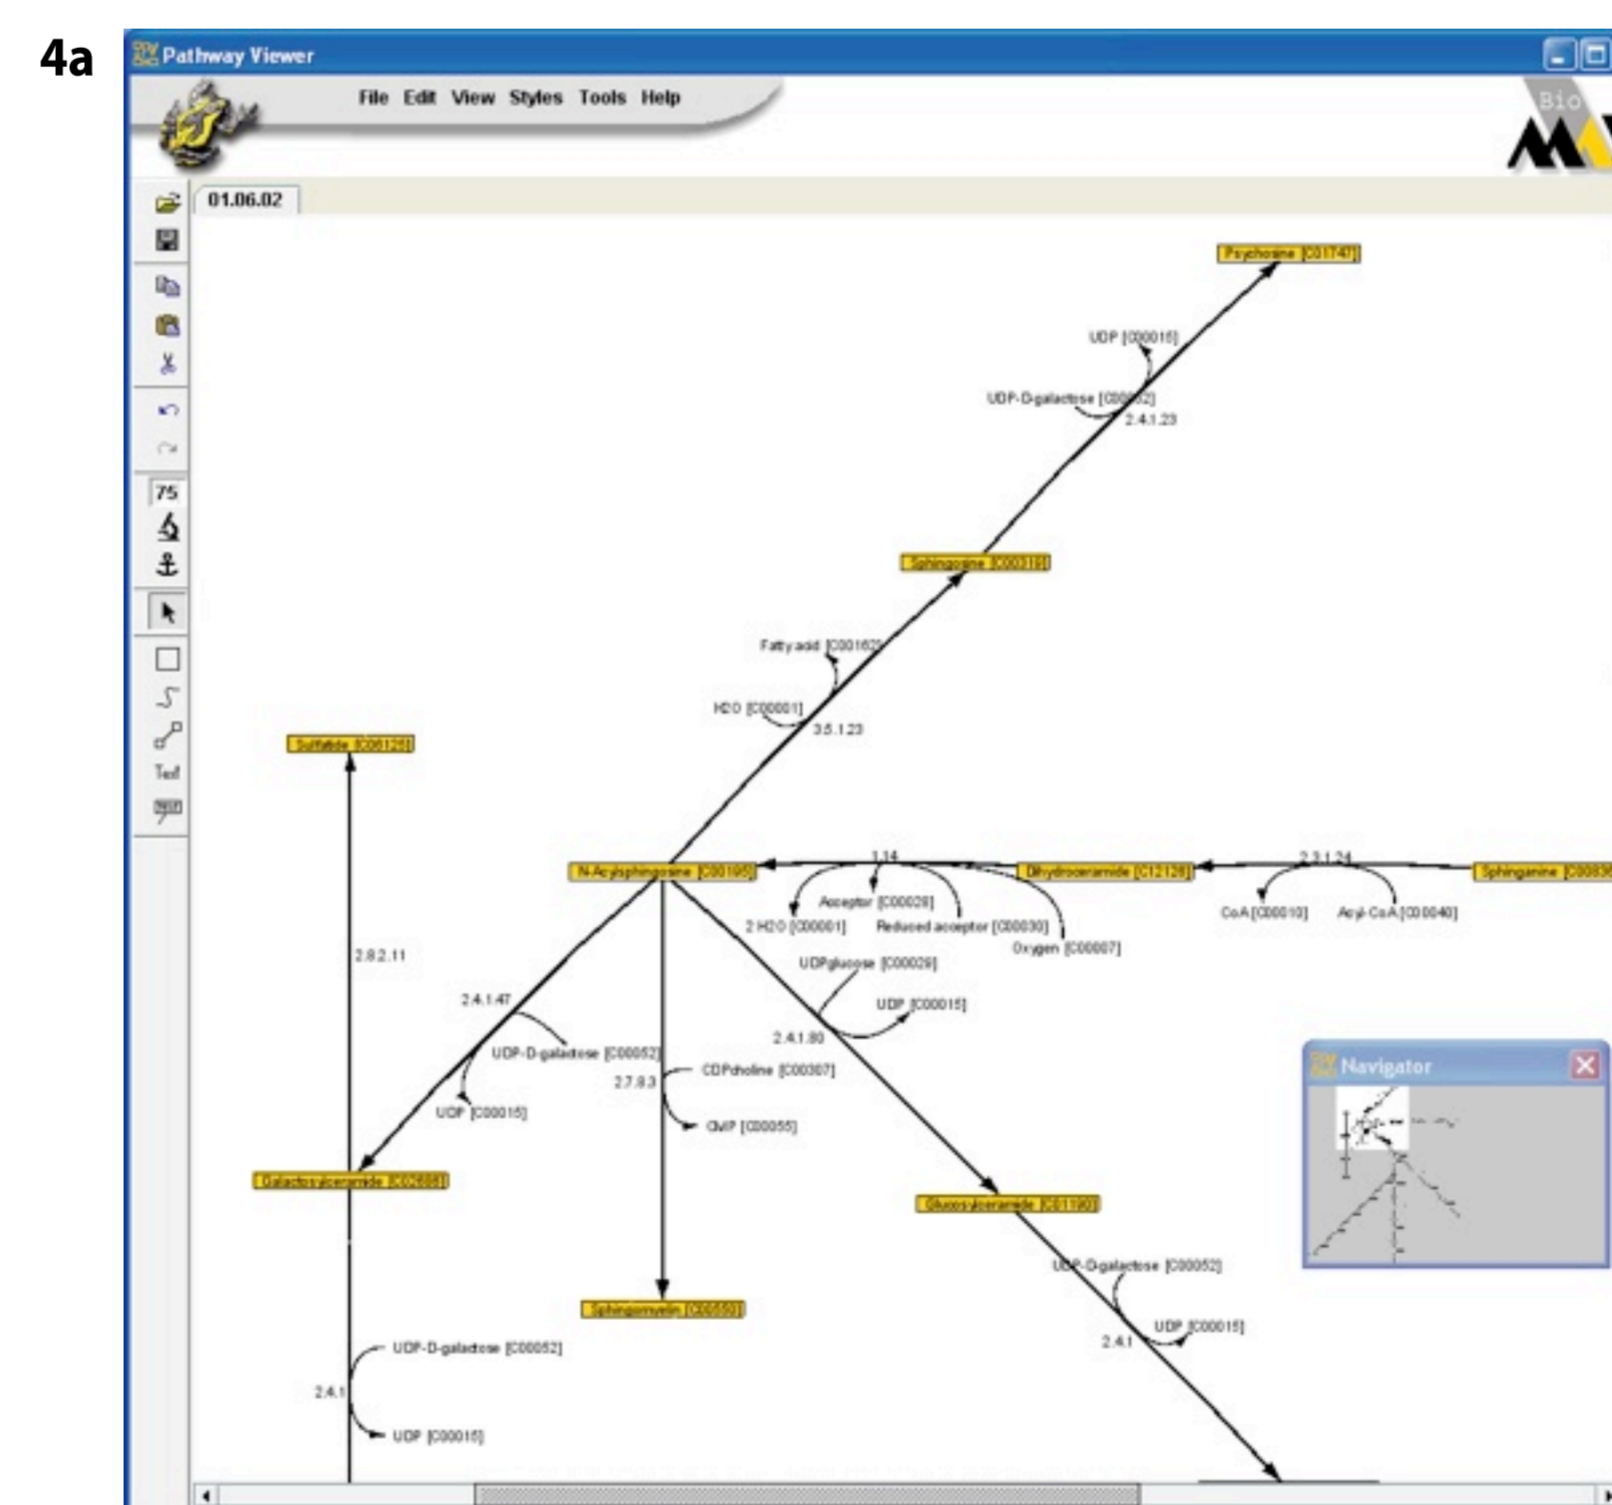 4a
Pathway Viewer
File Edit View Styles Tools Help
Bio
01.06.02
75
Text
Psychosine [C01747]
UDP [C00015]
UDP-D-galactose [C00052]
2.4.1.23
Sphingosine [C00319]
Fatty acid [C00162]
H2O [C00001]
3.5.1.23
Sulfatide [C06125]
N-Acylsphingosine [C00195]
1.14
Dihydroceramide [C12126]
2.3.1.24
Sphinganine [C00836
Acceptor [C00028]
2 H2O [C00001]
Reduced acceptor [C00030]
Oxygen [C00007]
CoA [C00010]
Acyl-CoA [C00040]
2.8.2.11
UDPglucose [C00029]
2.4.1.47
UDP [C00015]
2.4.1.80
UDP-D-galactose [C00052]
2.7.8.3
CDPcholine [C00307]
UDP [C00015]
CMP [C00055]
Navigator
Galactosylceramide [C02686]
Glucosylceramide [C01190]
UDP-D-galactose [C00052]
Sphingomyelin [C00550]
UDP [C00015]
2.4.1
UDP-D-galactose [C00052]
2.4.1
UDP [C00015]